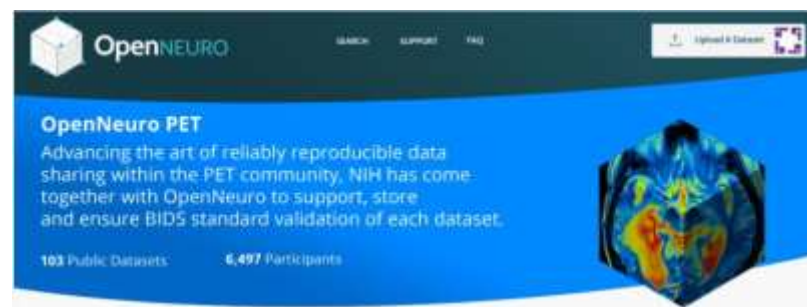 OpenNEURO
SEARCH SUPPORT FAQ
Upload A Dataset
OpenNeuro PET
Advancing the art of reliably reproducible data
sharing within the PET community, NIH has come
together with OpenNeuro to support, store
and ensure BIDS standard validation of each dataset.
103 Public Datasets 6,497 Participants